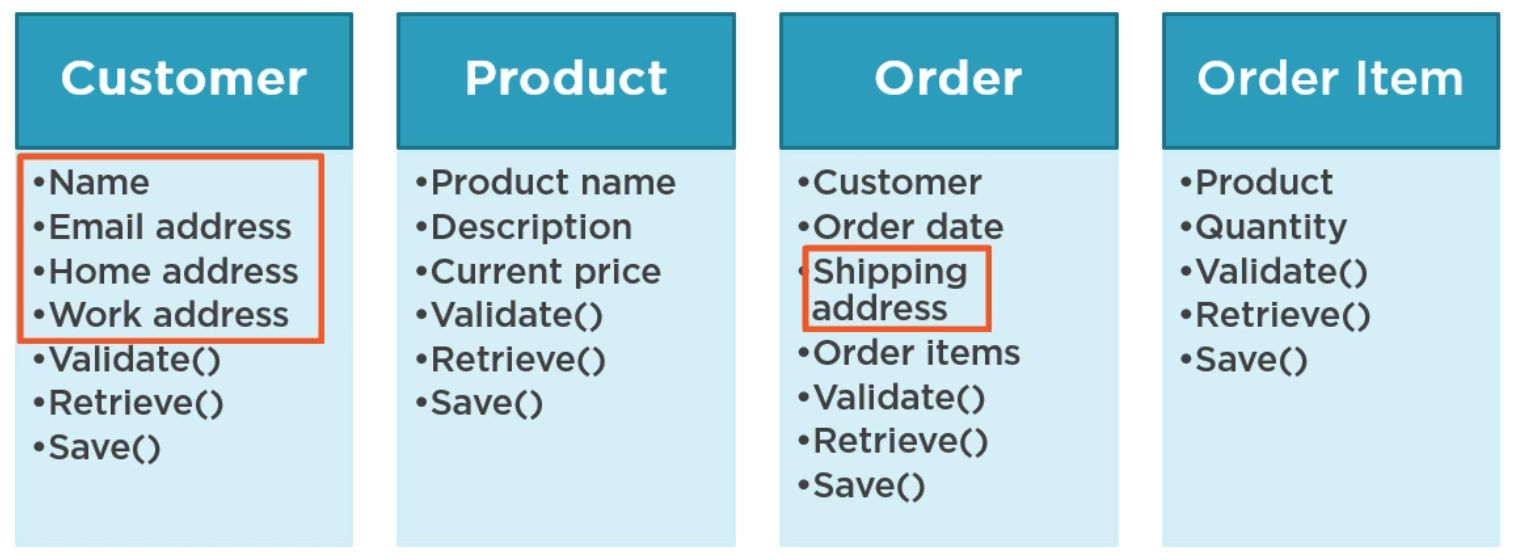 Customer
•Name
•Email address
•Home address
•Work address
•Validate()
•Retrieve()
•Save()
Product
•Product name
•Description
•Current price
•Validate()
•Retrieve()
•Save()
Order
•Customer
•Order date
•Shipping
address
•Order items
•Validate()
•Retrieve()
•Save()
Order Item
•Product
•Quantity
•Validate()
•Retrieve()
•Save()